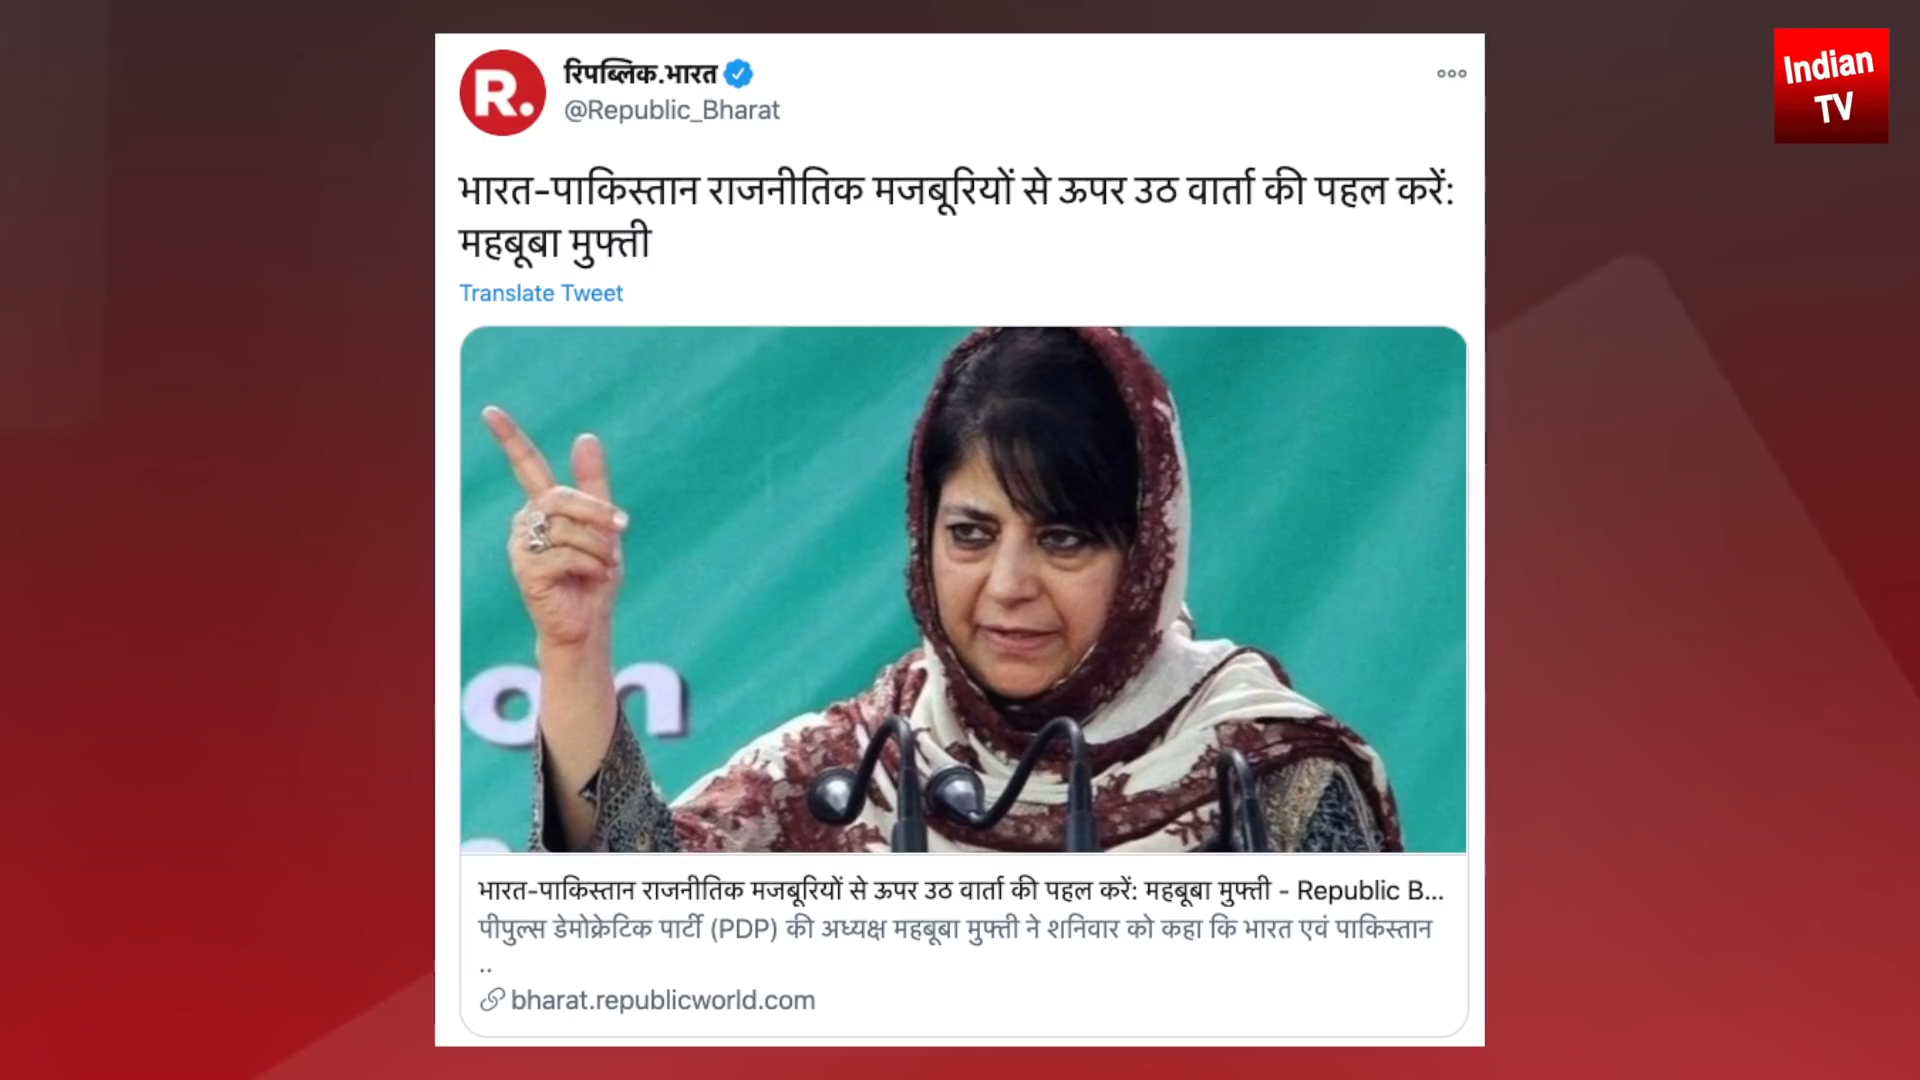 Indian
TV
रिपब्लिक.भारत
@Republic_Bharat
भारत-पाकिस्तान राजनीतिक मजबूरियों से ऊपर उठ वार्ता की पहल करें:
महबूबा मुफ्ती
Translate Tweet
on
भारत-पाकिस्तान राजनीतिक मजबूरियों से ऊपर उठ वार्ता की पहल करें: महबूबा मुफ्ती - Republic B...
पीपुल्स डेमोक्रेटिक पार्टी (PDP) की अध्यक्ष महबूबा मुफ्ती ने शनिवार को कहा कि भारत एवं पाकिस्तान
..
bharat.republicworld.com